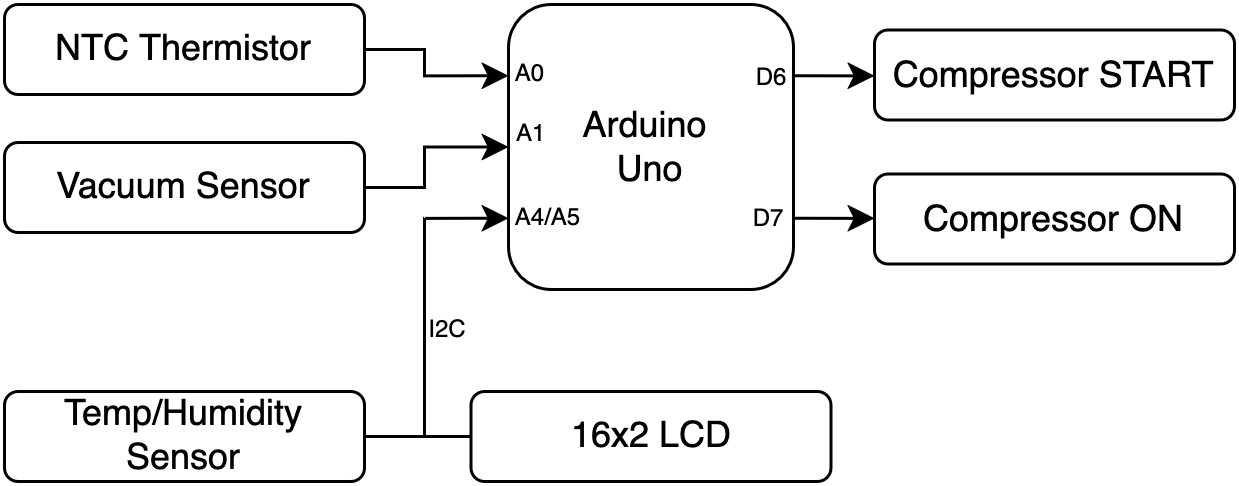 NTC Thermistor
Vacuum Sensor
A0
A1
A4/A5
Arduino
Uno
D6
D7
Compressor START
Compressor ON
I2C
Temp/Humidity
Sensor
16x2 LCD